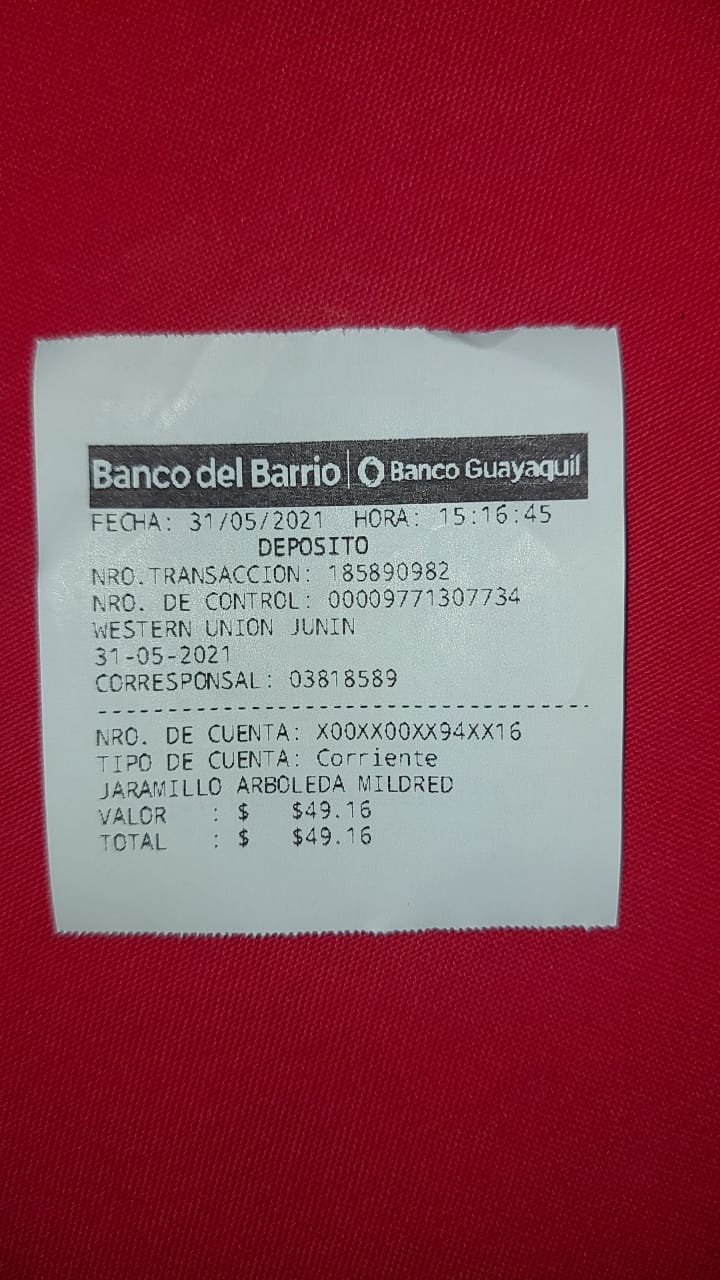 Banco del Barrio | Banco Guayaquil
FECHA: 31/05/2021 HORA: 15:16:45
DEPOSITO
NRO.TRANSACCION: 185890982
NRO. DE CONTROL: 00009771307734
WESTERN UNION JUNIN
31-05-2021
CORRESPONSAL: 03818589
NRO. DE CUENTA: X00XX00XX94XX16
TIPO DE CUENTA: Corriente
JARAMILLO ARBOLEDA MILDRED
VALOR : $ $49.16
TOTAL : $ $49.16